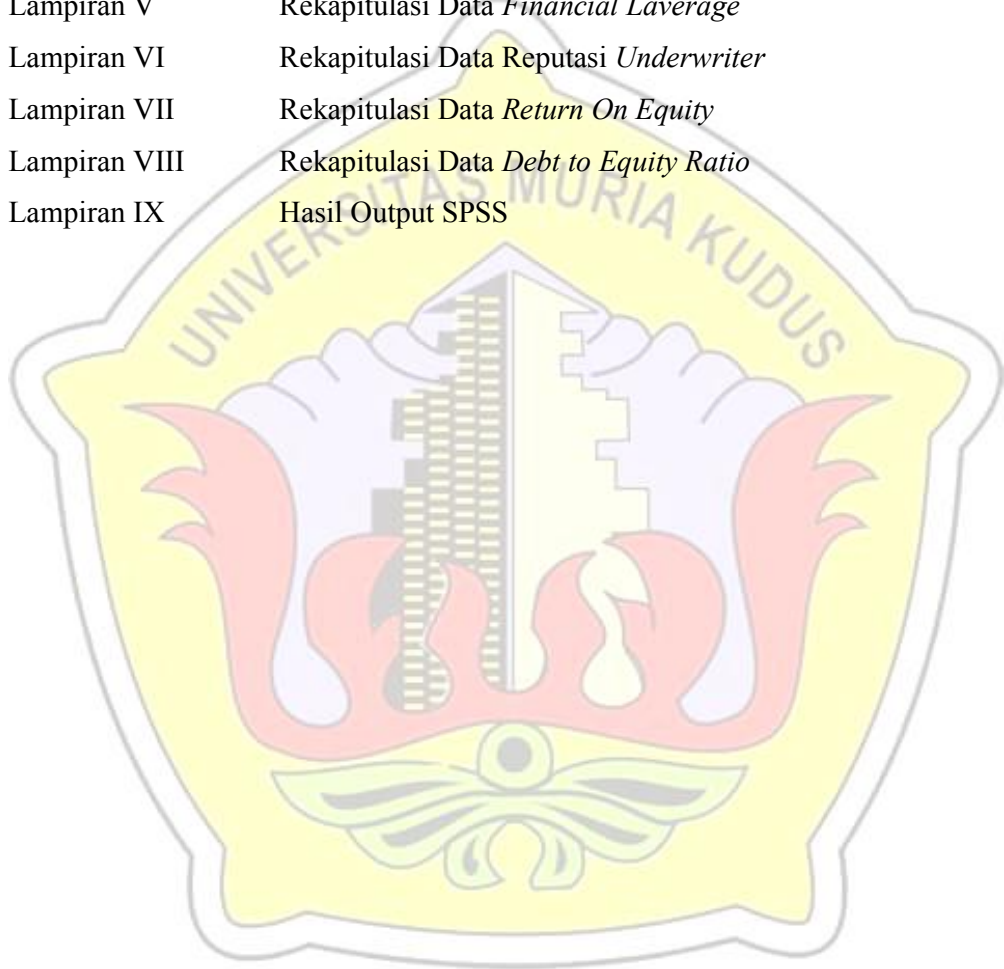 Lampiran V Rekapitulasi Data Financial Laverage
Lampiran VI Rekapitulasi Data Reputasi Underwriter
Lampiran VII Rekapitulasi Data Return On Equity
Lampiran VIII Rekapitulasi Data Debt to Equity Ratio
Lampiran IX Hasil Output SPSS
UNIVERSITAS MURIA KUDUS